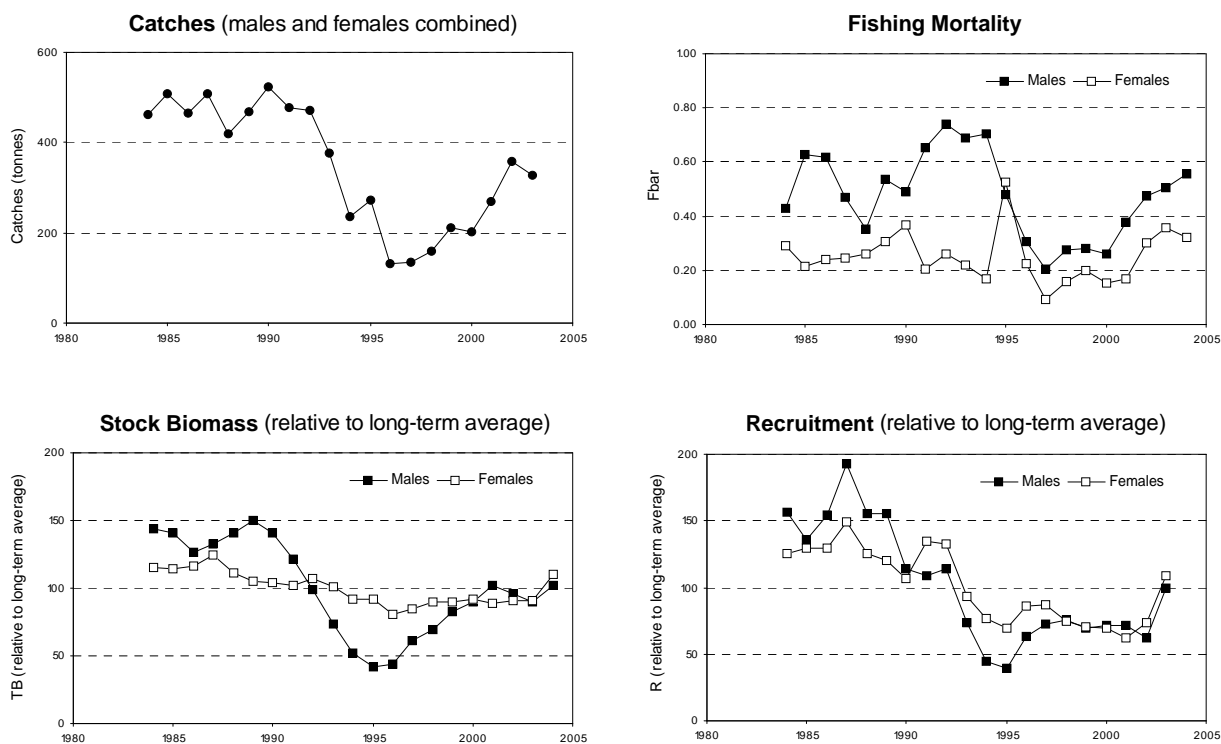 Catches (males and females combined)
600
400
200
0
Catches (tonnes)
1980 1985 1990 1995 2000 2005
Fishing Mortality
Males Females
1.00
0.80
0.60
0.40
0.20
0.00
Fbar
1980 1985 1990 1995 2000 2005
Stock Biomass (relative to long-term average)
Males Females
200
150
100
50
0
TB (relative to long-term average)
1980 1985 1990 1995 2000 2005
Recruitment (relative to long-term average)
Males Females
200
150
100
50
0
R (relative to long-term average)
1980 1985 1990 1995 2000 2005